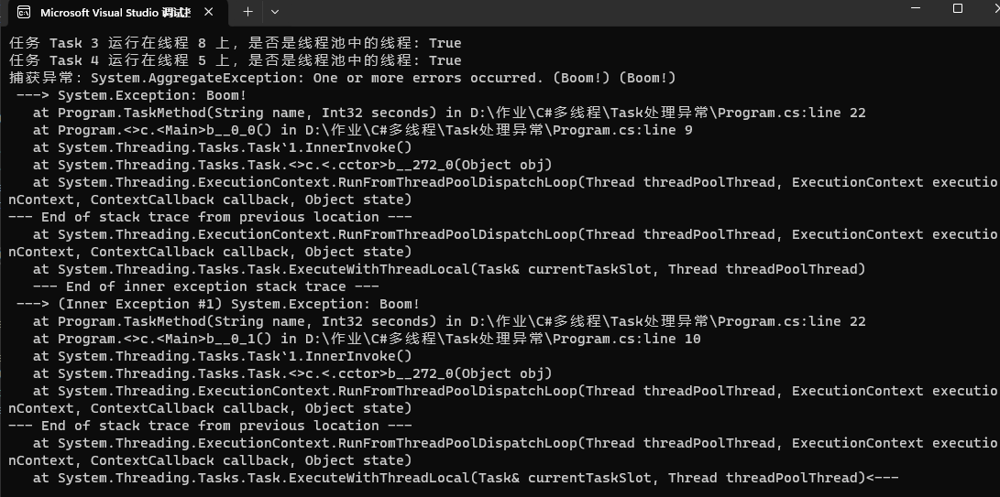 Microsoft Visual Studio 调试
任务 Task 3 运行在线程 8 上, 是否是线程池中的线程: True
任务 Task 4 运行在线程 5 上, 是否是线程池中的线程: True
捕获异常: System.AggregateException: One or more errors occurred. (Boom!) (Boom!)
 ---> System.Exception: Boom!
   at Program.TaskMethod(String name, Int32 seconds) in D:\作业\C#多线程\Task处理异常\Program.cs:line 22
   at Program.<>c.<Main>b__0_0() in D:\作业\C#多线程\Task处理异常\Program.cs:line 9
   at System.Threading.Tasks.Task`1.InnerInvoke()
   at System.Threading.Tasks.Task.<>c.<.cctor>b__272_0(Object obj)
   at System.Threading.ExecutionContext.RunFromThreadPoolDispatchLoop(Thread threadPoolThread, ExecutionContext executio
nContext, ContextCallback callback, Object state)
--- End of stack trace from previous location ---
   at System.Threading.ExecutionContext.RunFromThreadPoolDispatchLoop(Thread threadPoolThread, ExecutionContext executio
nContext, ContextCallback callback, Object state)
   at System.Threading.Tasks.Task.ExecuteWithThreadLocal(Task& currentTaskSlot, Thread threadPoolThread)
   --- End of inner exception stack trace ---
 ---> (Inner Exception #1) System.Exception: Boom!
   at Program.TaskMethod(String name, Int32 seconds) in D:\作业\C#多线程\Task处理异常\Program.cs:line 22
   at Program.<>c.<Main>b__0_1() in D:\作业\C#多线程\Task处理异常\Program.cs:line 10
   at System.Threading.Tasks.Task`1.InnerInvoke()
   at System.Threading.Tasks.Task.<>c.<.cctor>b__272_0(Object obj)
   at System.Threading.ExecutionContext.RunFromThreadPoolDispatchLoop(Thread threadPoolThread, ExecutionContext executio
nContext, ContextCallback callback, Object state)
--- End of stack trace from previous location ---
   at System.Threading.ExecutionContext.RunFromThreadPoolDispatchLoop(Thread threadPoolThread, ExecutionContext executio
nContext, ContextCallback callback, Object state)
   at System.Threading.Tasks.Task.ExecuteWithThreadLocal(Task& currentTaskSlot, Thread threadPoolThread)<---